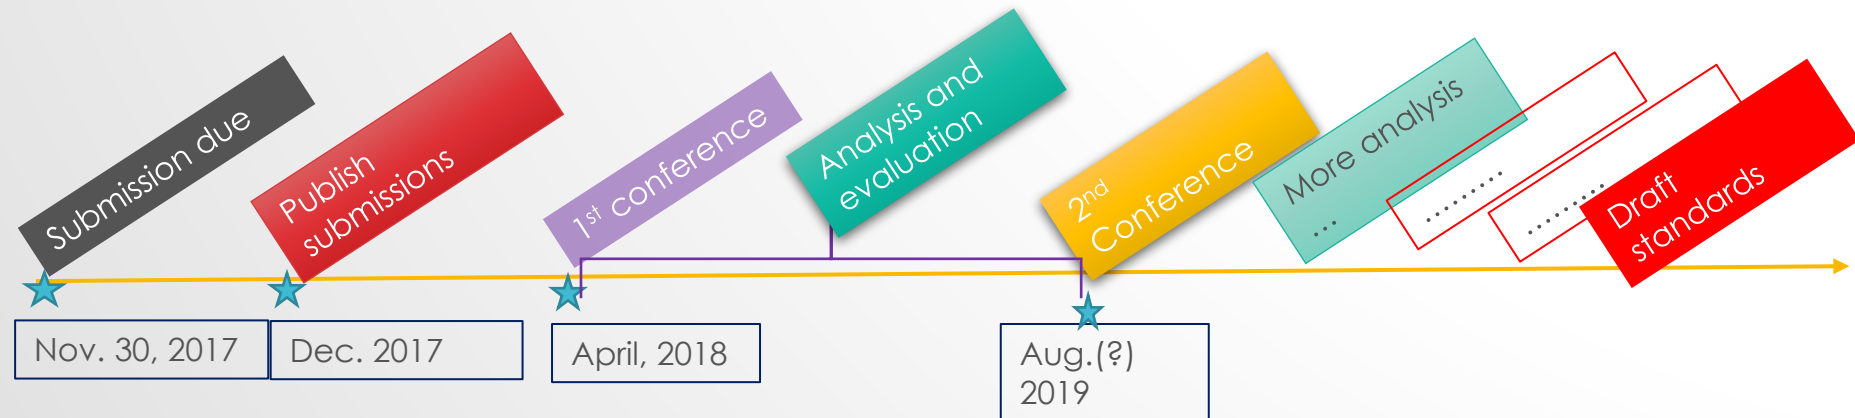 Submission due
Publish
submissions
1st conference
Analysis and
evaluation
2nd
Conference
More analysis
...
.........
.........
Draft
standards
Nov. 30, 2017
Dec. 2017
April, 2018
Aug.(?)
2019